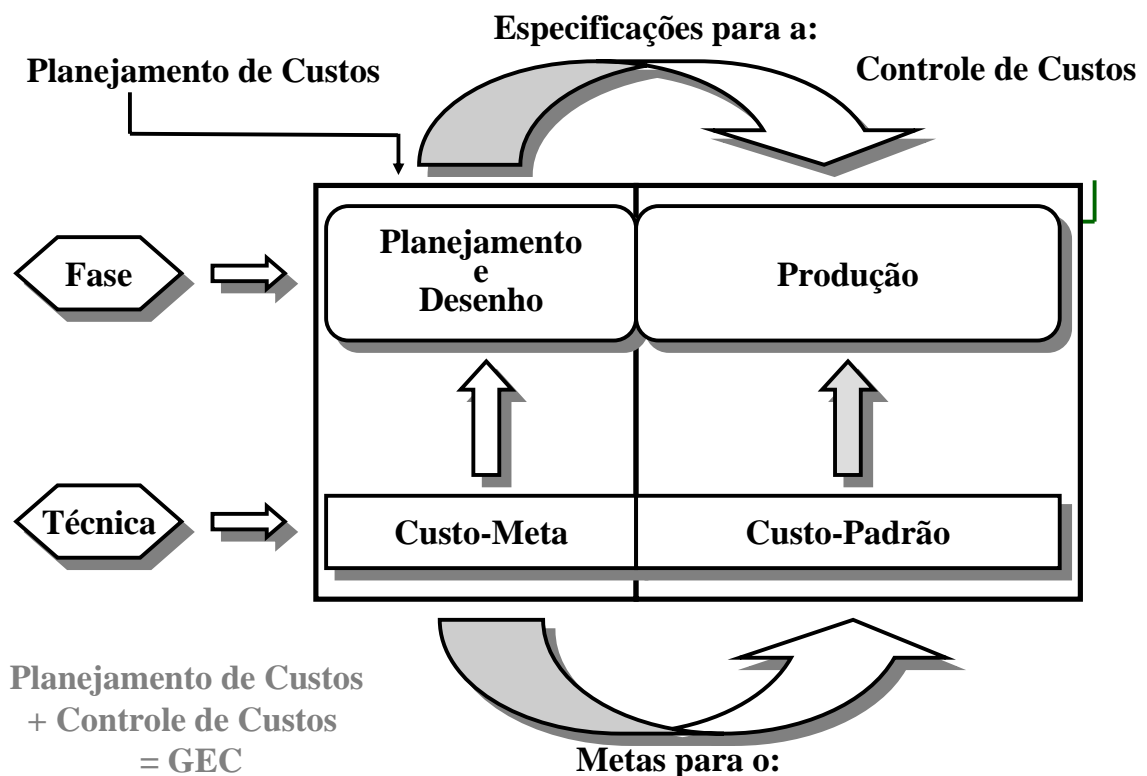 Especificações para a:
Planejamento de Custos
Controle de Custos
Fase
Planejamento
e
Desenho
Produção
Técnica
Custo-Meta
Custo-Padrão
Planejamento de Custos
+ Controle de Custos
= GEC
Metas para o: